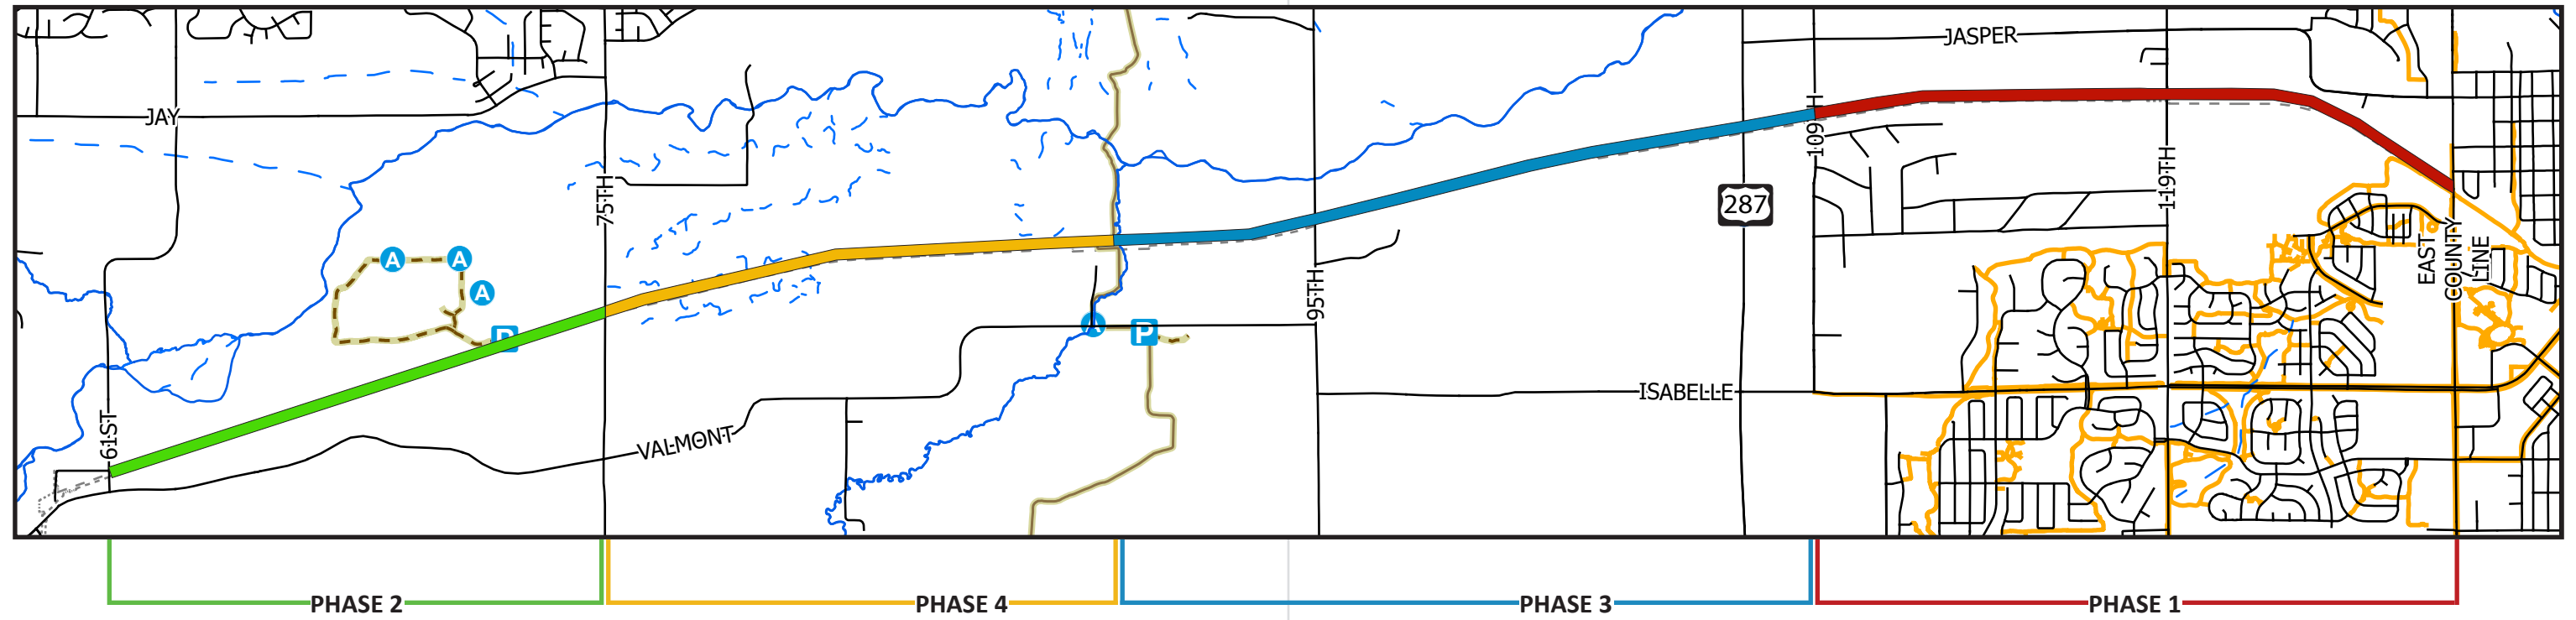 JASPER
JAY
109TH
119TH
75TH
287
EAST
COUNTY
LINE
A
A
A
95TH
A
P
P
ISABELLE
61ST
VALMONT
PHASE 2
PHASE 4
PHASE 3
PHASE 1